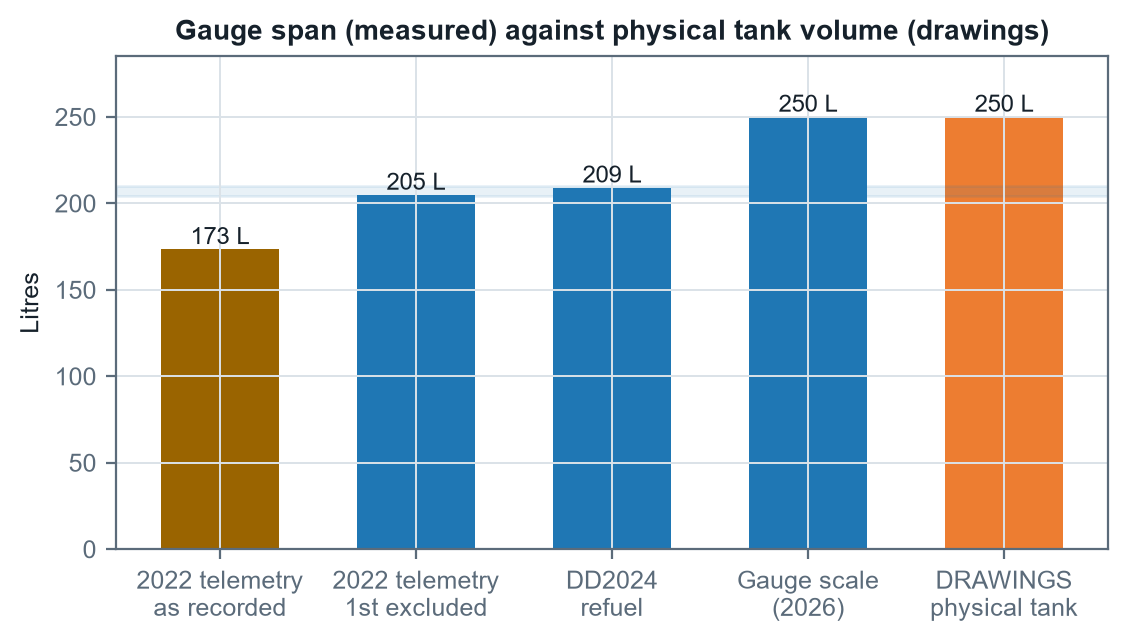 Gauge span (measured) against physical tank volume (drawings)
Litres
250
200
150
100
50
0
173 L
205 L
209 L
250 L
250 L
2022 telemetry
as recorded
2022 telemetry
1st excluded
DD2024
refuel
Gauge scale
(2026)
DRAWINGS
physical tank